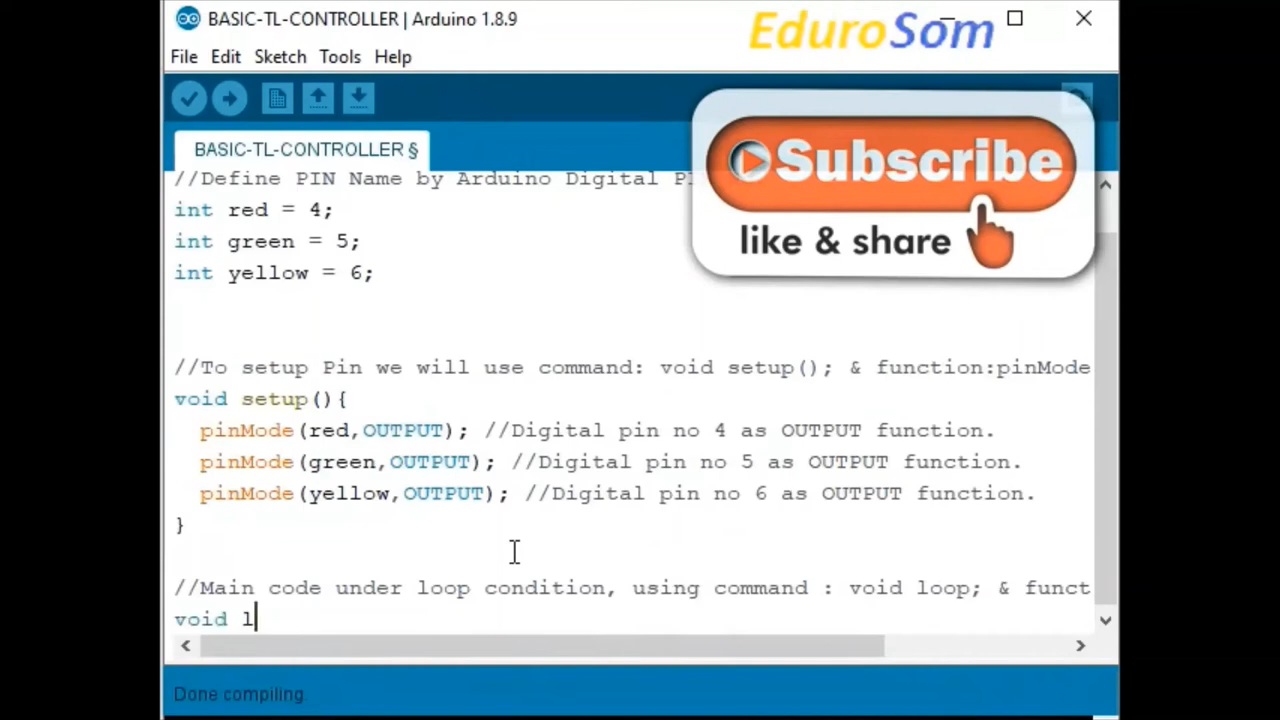 BASIC-TL-CONTROLLER | Arduino 1.8.9
EduroSom
File Edit Sketch Tools Help
BASIC-TL-CONTROLLER §
Subscribe
like & share
//Define PIN Name by Arduino Digital
int red = 4;
int green = 5;
int yellow = 6;
//To setup Pin we will use command: void setup(); & function:pinMode
void setup(){
pinMode(red,OUTPUT); //Digital pin no 4 as OUTPUT function.
pinMode(green,OUTPUT); //Digital pin no 5 as OUTPUT function.
pinMode(yellow,OUTPUT); //Digital pin no 6 as OUTPUT function.
}
//Main code under loop condition, using command : void loop; & funct
void l
Done compiling.